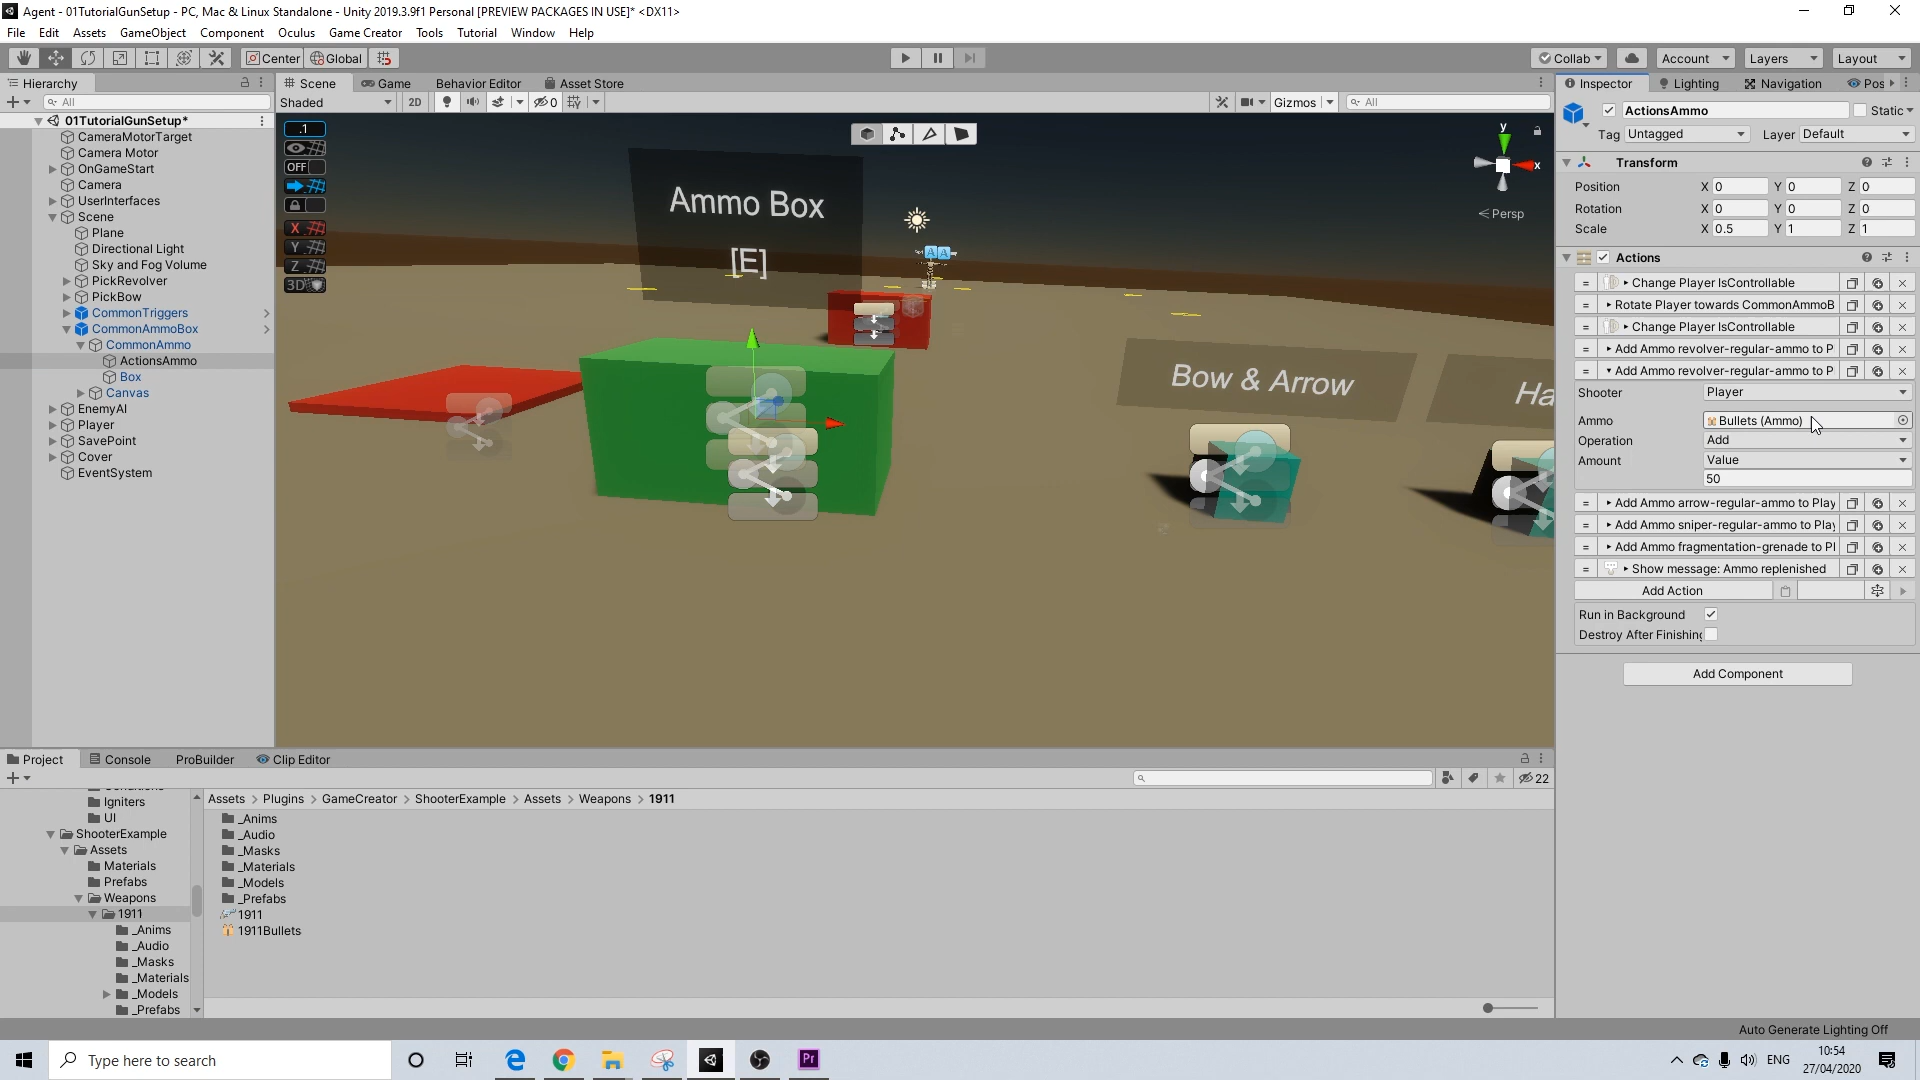 Agent - 01TutorialGunSetup - PC, Mac & Linux Standalone - Unity 2019.3.9f1 Personal [PREVIEW PACKAGES IN USE]* <DX11>
File Edit Assets GameObject Component Oculus Game Creator Tools Tutorial Window Help
Center Global Collab Account Layers Layout
Hierarchy
All
01TutorialGunSetup*
CameraMotorTarget
Camera Motor
OnGameStart
Camera
UserInterfaces
Scene
Plane
Directional Light
Sky and Fog Volume
PickRevolver
PickBow
CommonTriggers
CommonAmmoBox
CommonAmmo
ActionsAmmo
Box
Canvas
EnemyAI
Player
SavePoint
Cover
EventSystem
Scene Game Behavior Editor Asset Store
Shaded 2D 0 Gizmos All
.1
OFF
X
Y
Z
3D
Ammo Box
[E]
Bow & Arrow
Ha
y
x
Persp
Inspector Lighting Navigation Pos
ActionsAmmo Static
Tag Untagged Layer Default
Transform
Position X 0 Y 0 Z 0
Rotation X 0 Y 0 Z 0
Scale X 0.5 Y 1 Z 1
Actions
Change Player IsControllable
Rotate Player towards CommonAmmoB
Change Player IsControllable
Add Ammo revolver-regular-ammo to P
Add Ammo revolver-regular-ammo to P
Shooter Player
Ammo Bullets (Ammo)
Operation Add
Amount Value
50
Add Ammo arrow-regular-ammo to Play
Add Ammo sniper-regular-ammo to Play
Add Ammo fragmentation-grenade to Pl
Show message: Ammo replenished
Add Action
Run in Background
Destroy After Finishing
Add Component
Project Console ProBuilder Clip Editor
22
Igniters
UI
ShooterExample
Assets
Materials
Prefabs
Weapons
1911
_Anims
_Audio
_Masks
_Materials
_Models
_Prefabs
Assets > Plugins > GameCreator > ShooterExample > Assets > Weapons > 1911
_Anims
_Audio
_Masks
_Materials
_Models
_Prefabs
1911
1911Bullets
Auto Generate Lighting Off
Type here to search
Pr
ENG
10:54
27/04/2020